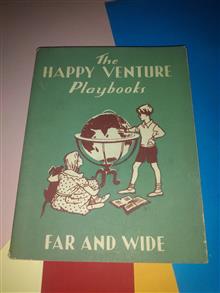 The
HAPPY VENTURE
Playbooks
FAR AND WIDE